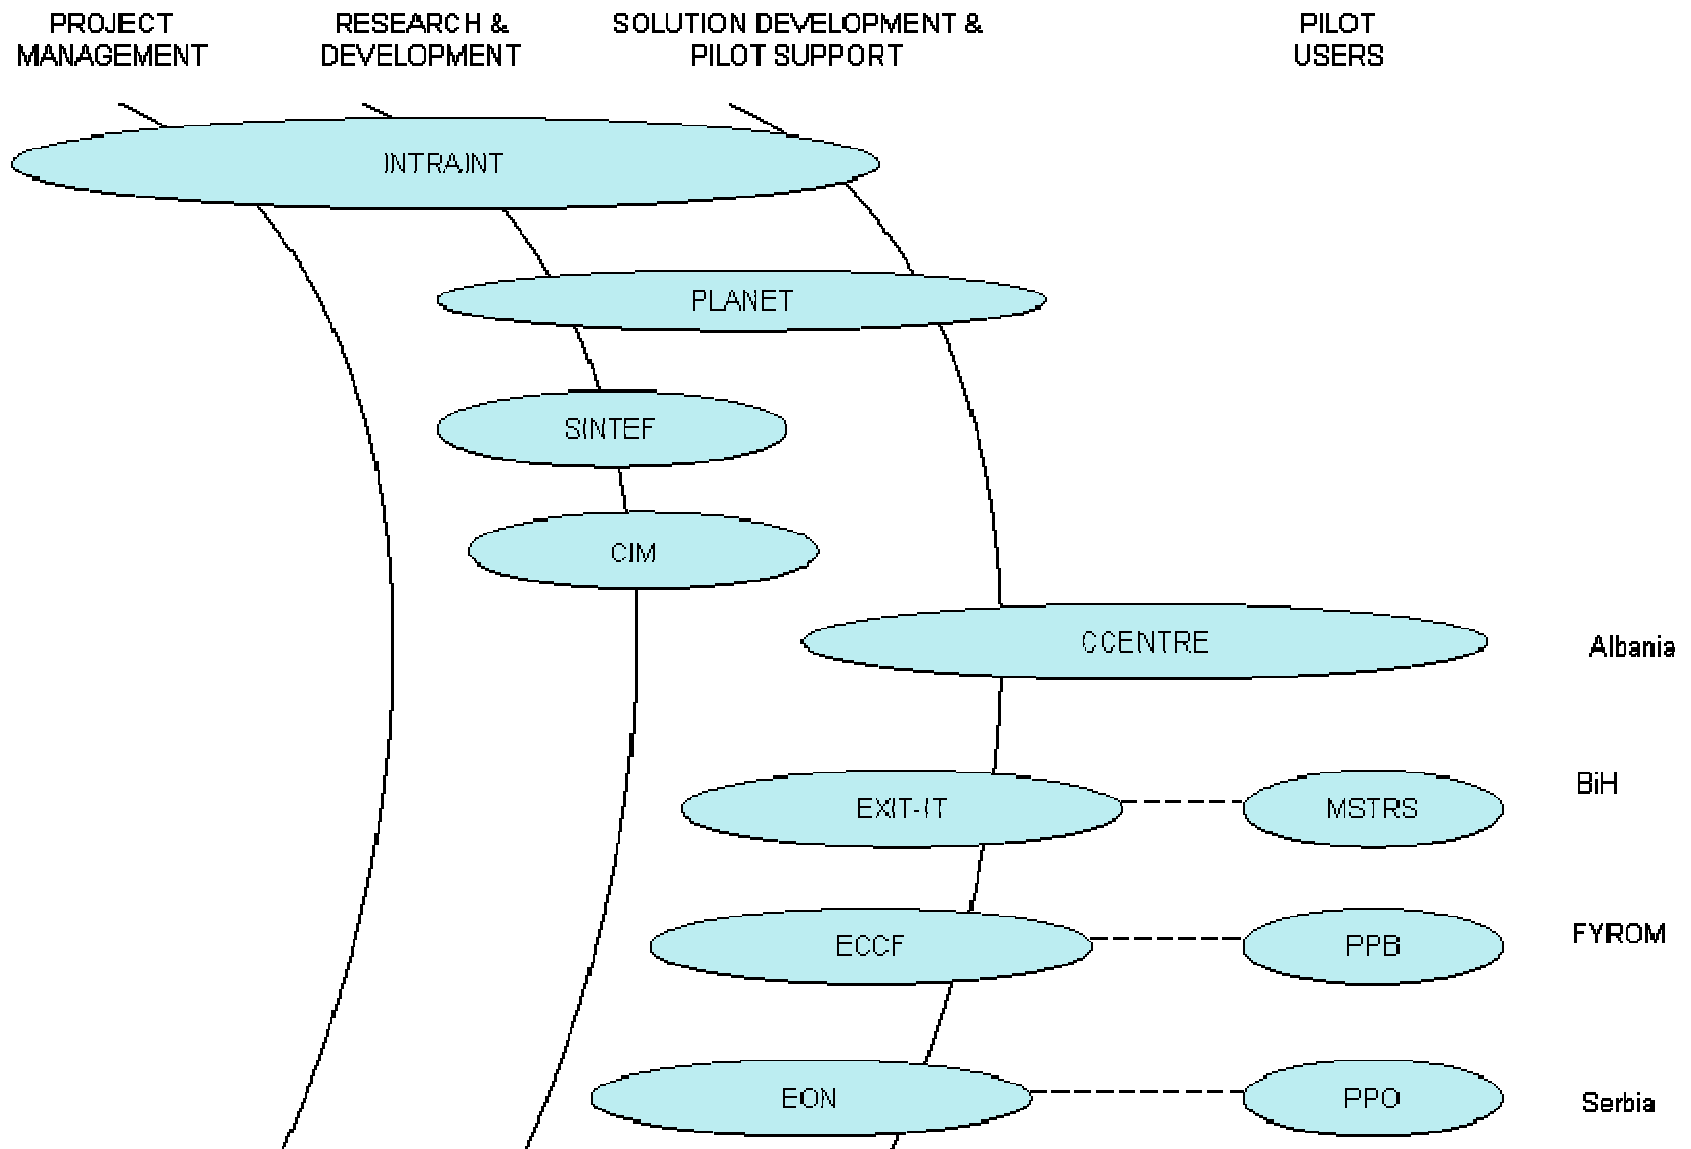 PROJECT
MANAGEMENT
RESEARCH &
DEVELOPMENT
SOLUTION DEVELOPMENT &
PILOT SUPPORT
PILOT
USERS
INTRAINT
PLANET
SINTEF
CIM
CCENTRE
Albania
EXIT-IT
MSTRS
BiH
ECCF
PPB
FYROM
EON
PPO
Serbia